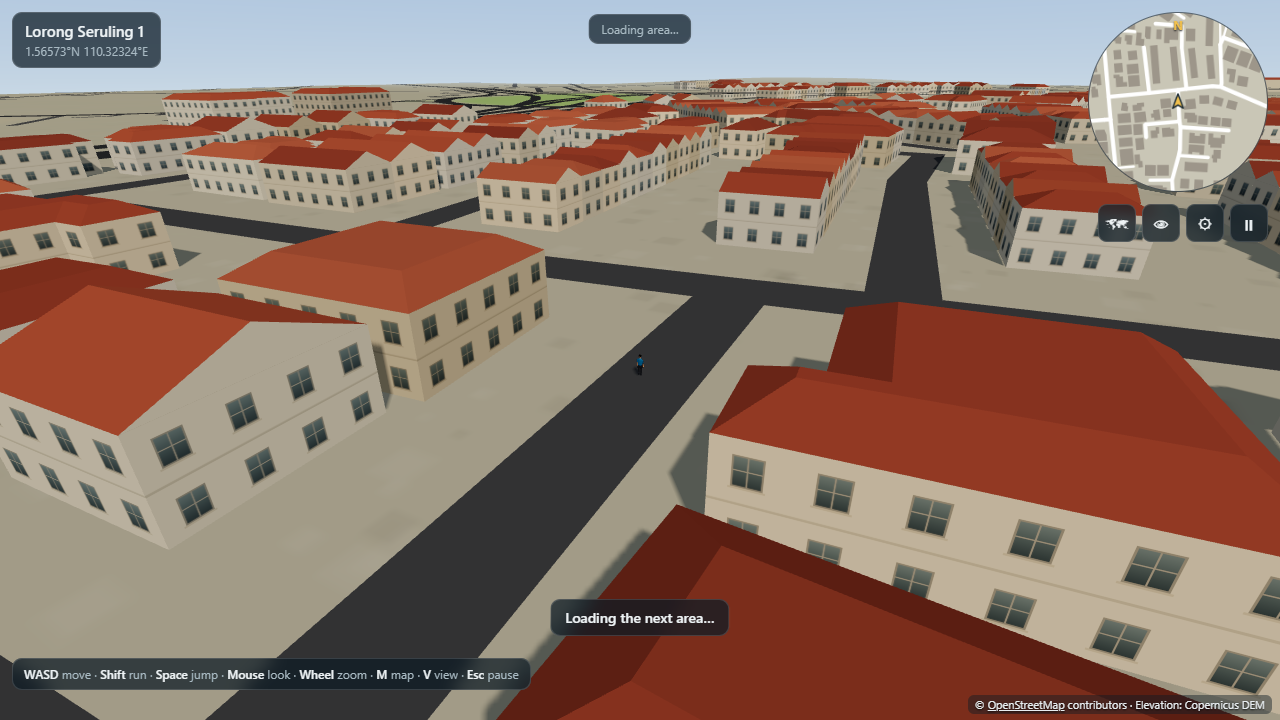 Lorong Seruling 1
1.56573°N 110.32324°E
Loading area...
N
Loading the next area...
WASD move · Shift run · Space jump · Mouse look · Wheel zoom · M map · V view · Esc pause
© OpenStreetMap contributors · Elevation: Copernicus DEM